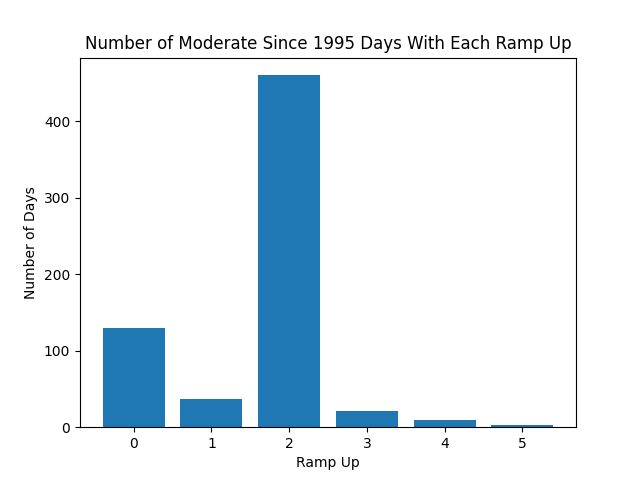 Number of Moderate Since 1995 Days With Each Ramp Up
400
300
200
100
0
Number of Days
0 1 2 3 4 5
Ramp Up